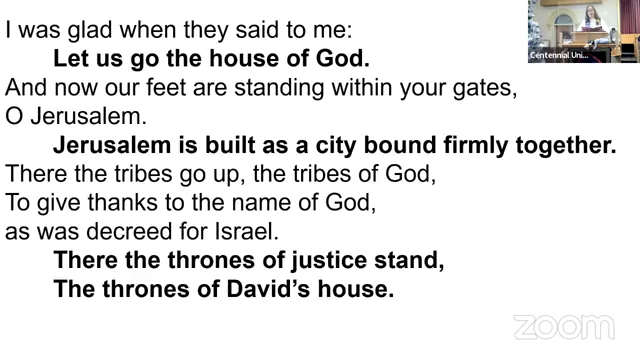 I was glad when they said to me:
Let us go the house of God.
And now our feet are standing within your gates,
O Jerusalem.
Jerusalem is built as a city bound firmly together.
There the tribes go up, the tribes of God,
To give thanks to the name of God,
as was decreed for Israel.
There the thrones of justice stand,
The thrones of David’s house.
Centennial Uni...
zoom